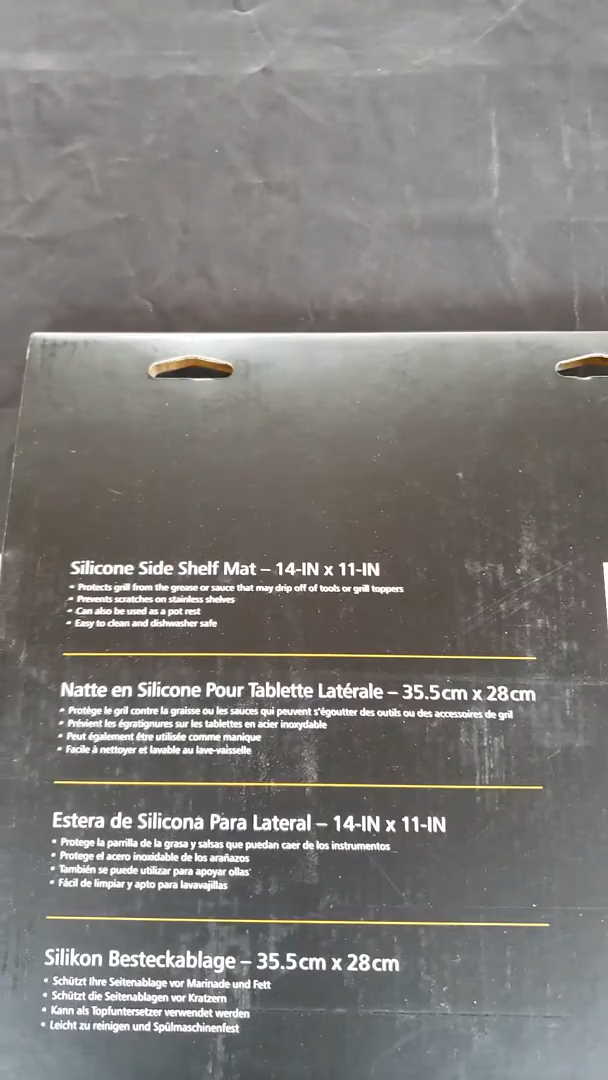 Silicone Side Shelf Mat – 14-IN x 11-IN
• Protects grill from the grease or sauce that may drip off of tools or grill toppers
• Prevents scratches on stainless shelves
• Can also be used as a pot rest
• Easy to clean and dishwasher safe
Natte en Silicone Pour Tablette Latérale – 35.5cm x 28cm
• Protège le gril contre la graisse ou les sauces qui peuvent s'égoutter des outils ou des accessoires de gril
• Prévient les égratignures sur les tablettes en acier inoxydable
• Peut également être utilisée comme manique
• Facile à nettoyer et lavable au lave-vaisselle
Estera de Silicona Para Lateral – 14-IN x 11-IN
• Protege la parrilla de la grasa y salsas que puedan caer de los instrumentos
• Protege el acero inoxidable de los arañazos
• También se puede utilizar para apoyar ollas
• Fácil de limpiar y apto para lavavajillas
Silikon Besteckablage – 35.5cm x 28cm
• Schützt Ihre Seitenablage vor Marinade und Fett
• Schützt die Seitenablagen vor Kratzern
• Kann als Topfuntersetzer verwendet werden
• Leicht zu reinigen und Spülmaschinenfest